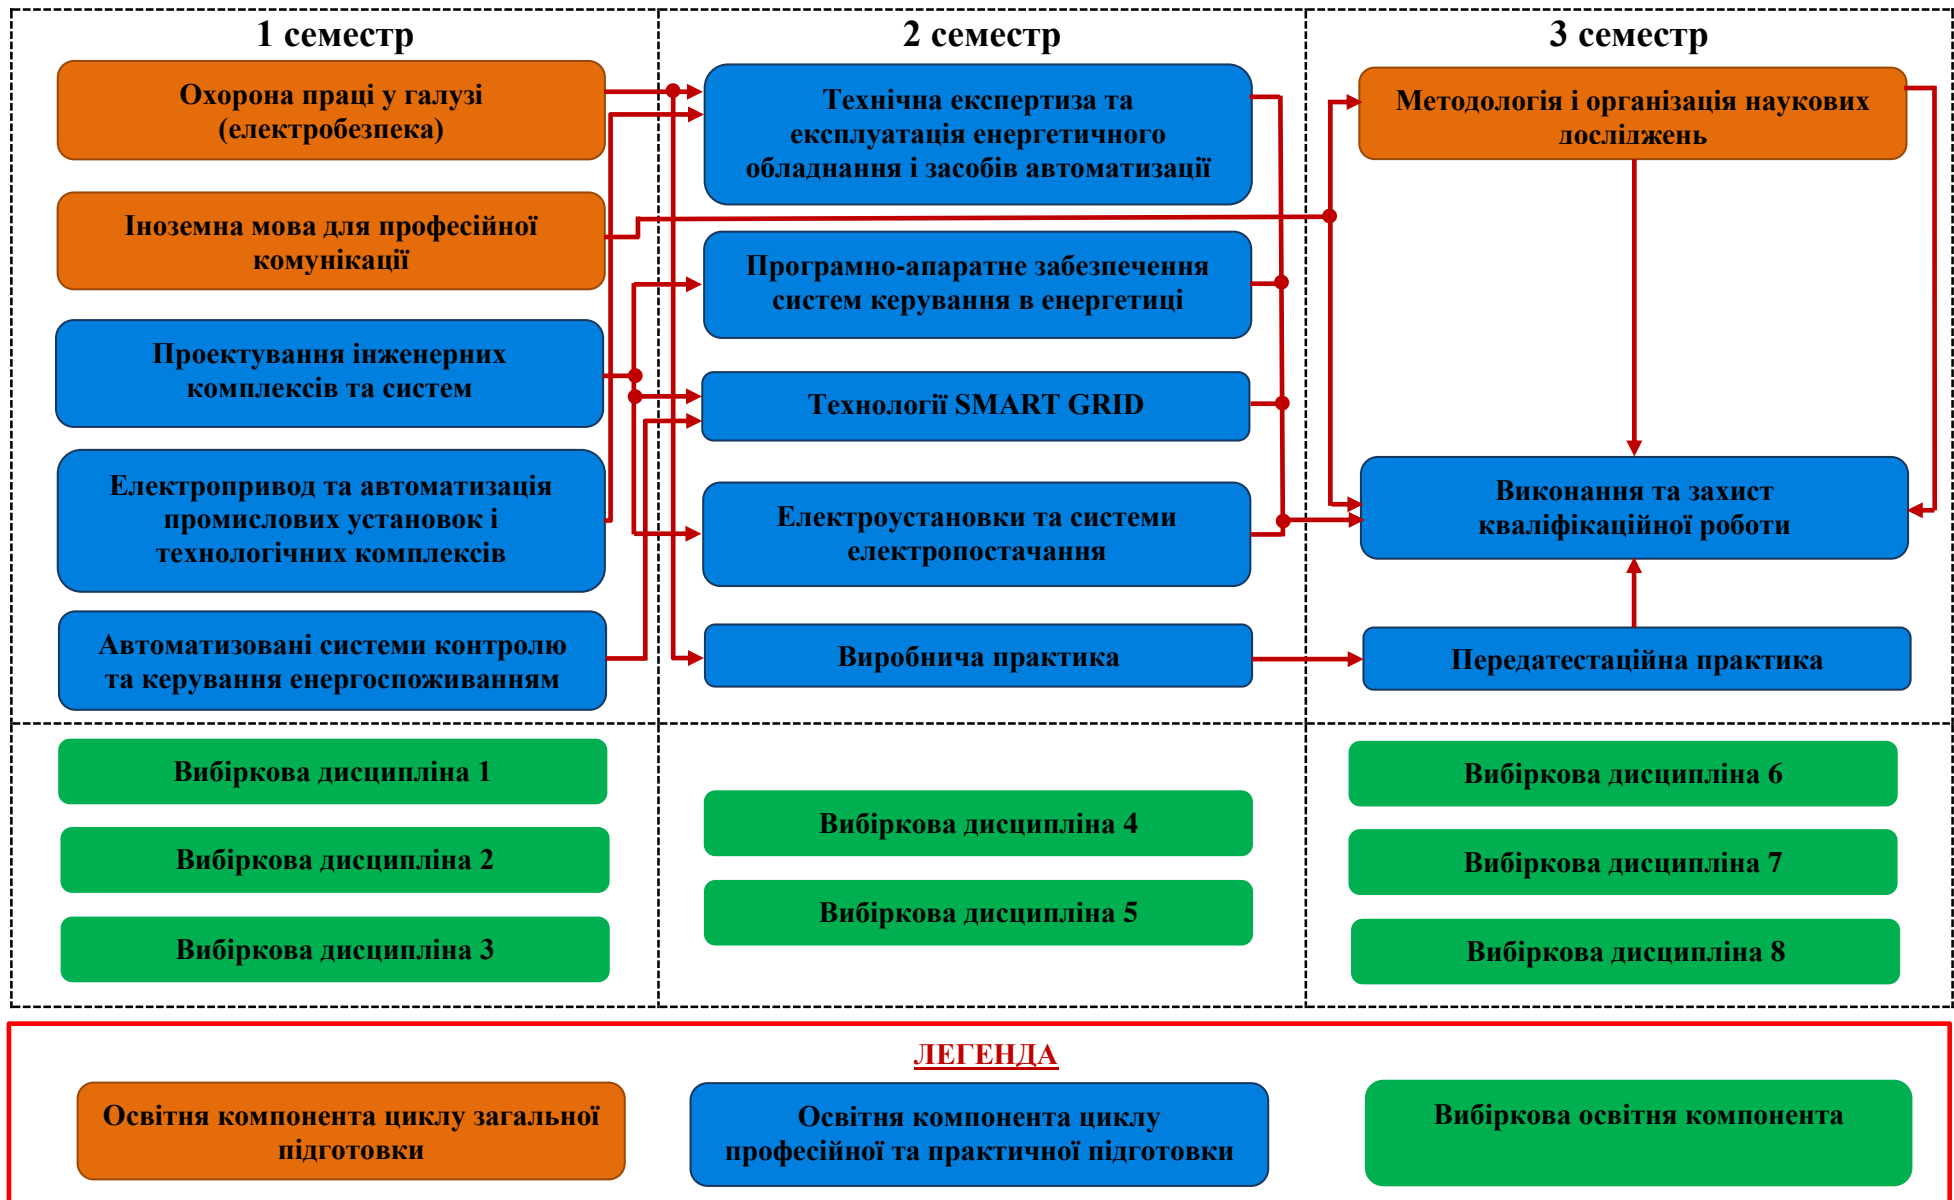 1 семестр
Охорона праці у галузі
(електробезпека)
Іноземна мова для професійної
комунікації
Проектування інженерних
комплексів та систем
Електропривод та автоматизація
промислових установок і
технологічних комплексів
Автоматизовані системи контролю
та керування енергоспоживанням
2 семестр
Технічна експертиза та
експлуатація енергетичного
обладнання і засобів автоматизації
Програмно-апаратне забезпечення
систем керування в енергетиці
Технології SMART GRID
Електроустановки та системи
електропостачання
Виробнича практика
3 семестр
Методологія і організація наукових
досліджень
Виконання та захист
кваліфікаційної роботи
Передатестаційна практика
Вибіркова дисципліна 1
Вибіркова дисципліна 2
Вибіркова дисципліна 3
Вибіркова дисципліна 4
Вибіркова дисципліна 5
Вибіркова дисципліна 6
Вибіркова дисципліна 7
Вибіркова дисципліна 8
ЛЕГЕНДА
Освітня компонента циклу загальної
підготовки
Освітня компонента циклу
професійної та практичної підготовки
Вибіркова освітня компонента